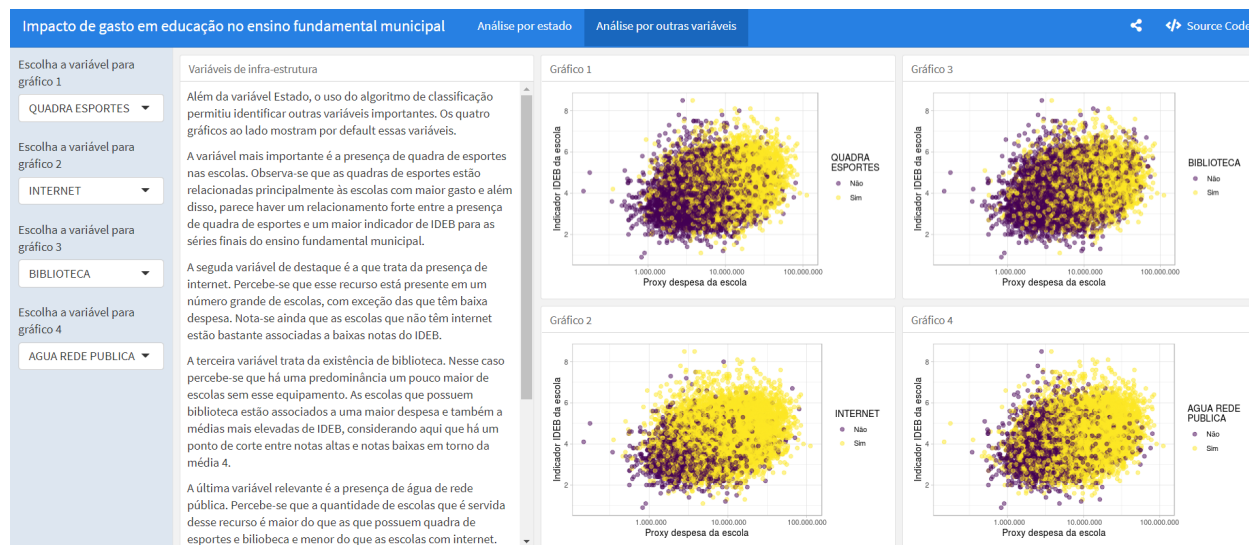 Impacto de gasto em educação no ensino fundamental municipal
Análise por estado
Análise por outras variáveis
Source Code
Escolha a variável para
gráfico 1
QUADRA ESPORTES
Escolha a variável para
gráfico 2
INTERNET
Escolha a variável para
gráfico 3
BIBLIOTECA
Escolha a variável para
gráfico 4
AGUA REDE PUBLICA
Variáveis de infra-estrutura
Além da variável Estado, o uso do algoritmo de classificação
permitiu identificar outras variáveis importantes. Os quatro
gráficos ao lado mostram por default essas variáveis.
A variável mais importante é a presença de quadra de esportes
nas escolas. Observa-se que as quadras de esportes estão
relacionadas principalmente às escolas com maior gasto e além
disso, parece haver um relacionamento forte entre a presença
de quadra de esportes e um maior indicador de IDEB para as
séries finais do ensino fundamental municipal.
A seguda variável de destaque é a que trata da presença de
internet. Percebe-se que esse recurso está presente em um
número grande de escolas, com exceção das que têm baixa
despesa. Nota-se ainda que as escolas que não têm internet
estão bastante associadas a baixas notas do IDEB.
A terceira variável trata da existência de biblioteca. Nesse caso
percebe-se que há uma predominância um pouco maior de
escolas sem esse equipamento. As escolas que possuem
biblioteca estão associados a uma maior despesa e também a
médias mais elevadas de IDEB, considerando aqui que há um
ponto de corte entre notas altas e notas baixas em torno da
média 4.
A última variável relevante é a presença de água de rede
pública. Percebe-se que a quantidade de escolas que é servida
desse recurso é maior do que as que possuem quadra de
esportes e biliobeca e menor do que as escolas com internet.
Gráfico 1
Indicador IDEB da escola
8
6
4
2
1.000.000
10.000.000
100.000.000
Proxy despesa da escola
QUADRA
ESPORTES
Não
Sim
Gráfico 3
Indicador IDEB da escola
8
6
4
2
1.000.000
10.000.000
100.000.000
Proxy despesa da escola
BIBLIOTECA
Não
Sim
Gráfico 2
Indicador IDEB da escola
8
6
4
2
1.000.000
10.000.000
100.000.000
Proxy despesa da escola
INTERNET
Não
Sim
Gráfico 4
Indicador IDEB da escola
8
6
4
2
1.000.000
10.000.000
100.000.000
Proxy despesa da escola
AGUA REDE
PUBLICA
Não
Sim